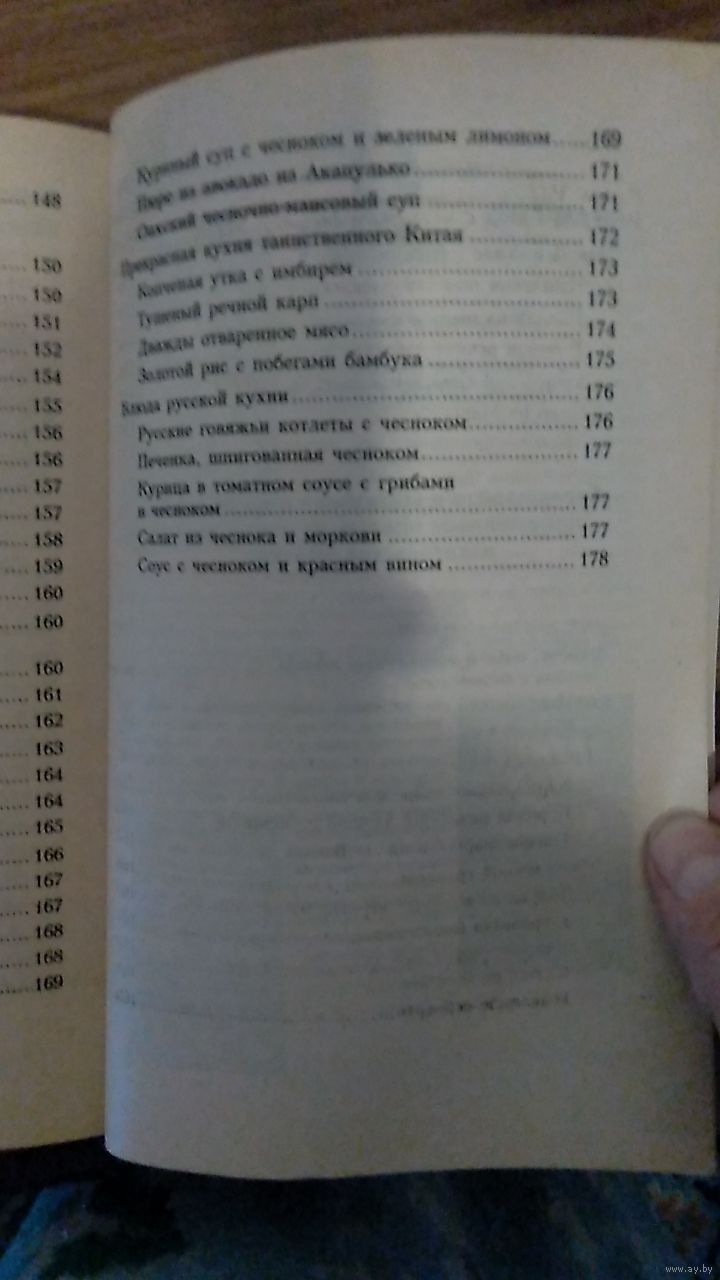 148
150
150
151
152
154
155
156
156
157
157
158
159
160
160
160
161
162
163
164
164
165
166
167
167
168
168
169
Куриный суп с чесноком и зеленым лимоном ..... 169
Пюре из авокадо из Акапулько ..... 171
чесночно-маисовый суп ..... 171
Прекрасная кухня таинственного Китая ..... 172
Копченая утка с имбирем ..... 173
Тушеный речной карп ..... 173
Дважды отваренное мясо ..... 174
Золотой рис с побегами бамбука ..... 175
Блюда русской кухни ..... 176
Русские говяжьи котлеты с чесноком ..... 176
Печенка, шпигованная чесноком ..... 177
Курица в томатном соусе с грибами
и чесноком ..... 177
Салат из чеснока и моркови ..... 177
Соус с чесноком и красным вином ..... 178
www.ay.by